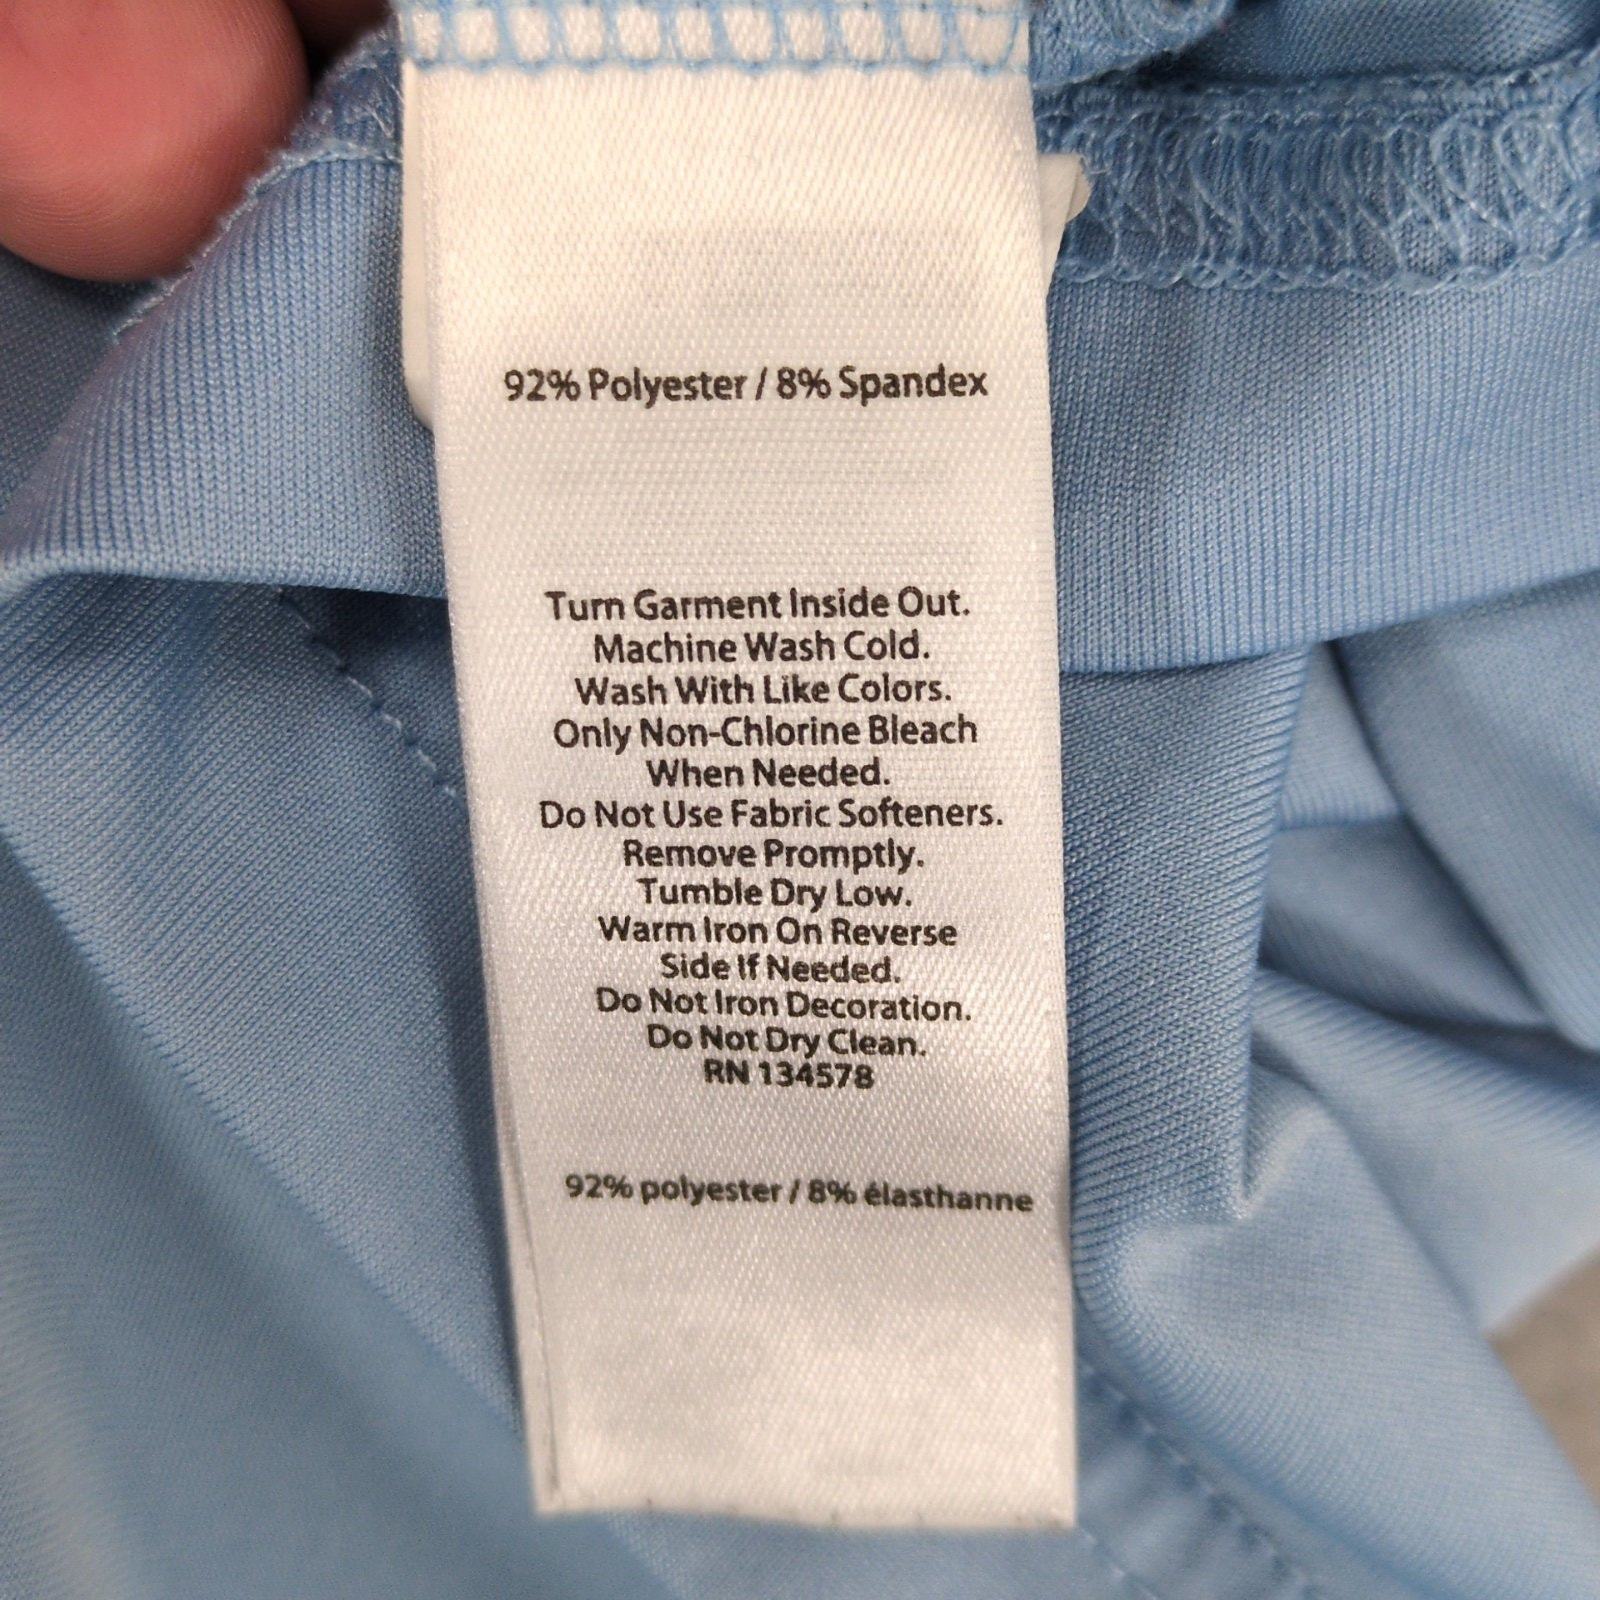 92% Polyester / 8% Spandex
Turn Garment Inside Out.
Machine Wash Cold.
Wash With Like Colors.
Only Non-Chlorine Bleach
When Needed.
Do Not Use Fabric Softeners.
Remove Promptly.
Tumble Dry Low.
Warm Iron On Reverse
Side If Needed.
Do Not Iron Decoration.
Do Not Dry Clean.
RN 134578
92% polyester / 8% élasthanne